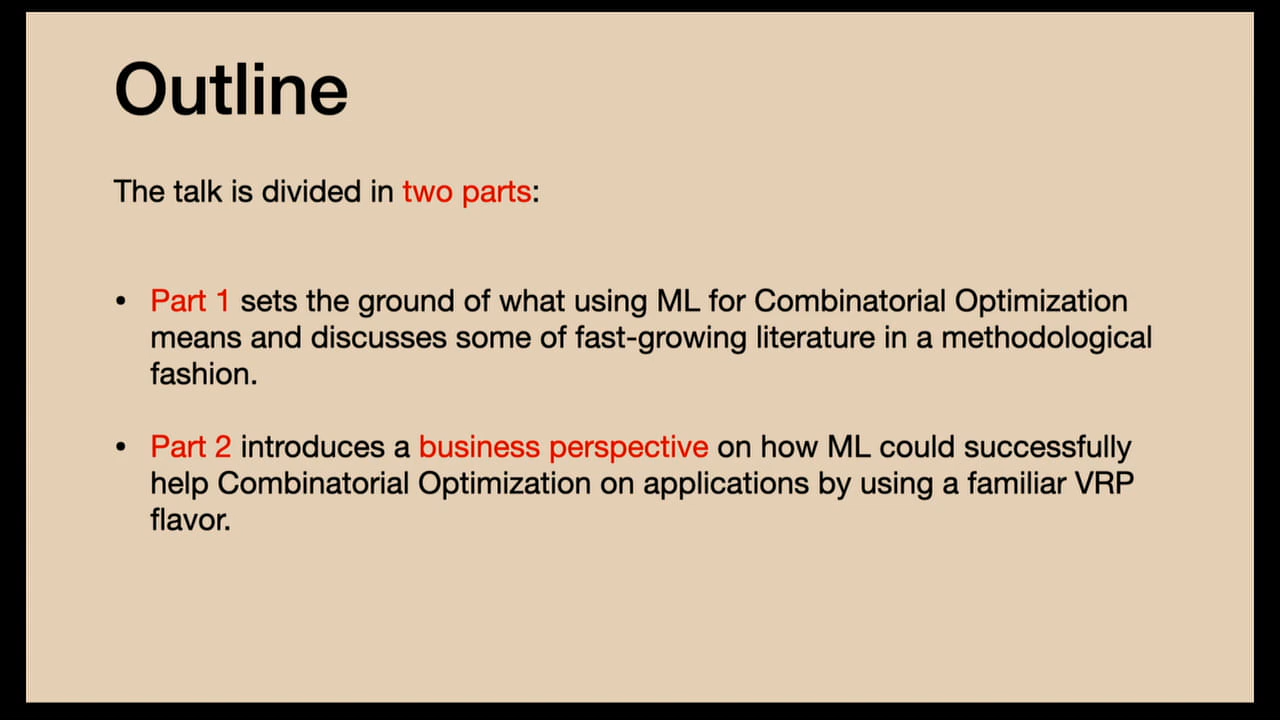 Outline
The talk is divided in two parts:
• Part 1 sets the ground of what using ML for Combinatorial Optimization
means and discusses some of fast-growing literature in a methodological
fashion.
• Part 2 introduces a business perspective on how ML could successfully
help Combinatorial Optimization on applications by using a familiar VRP
flavor.